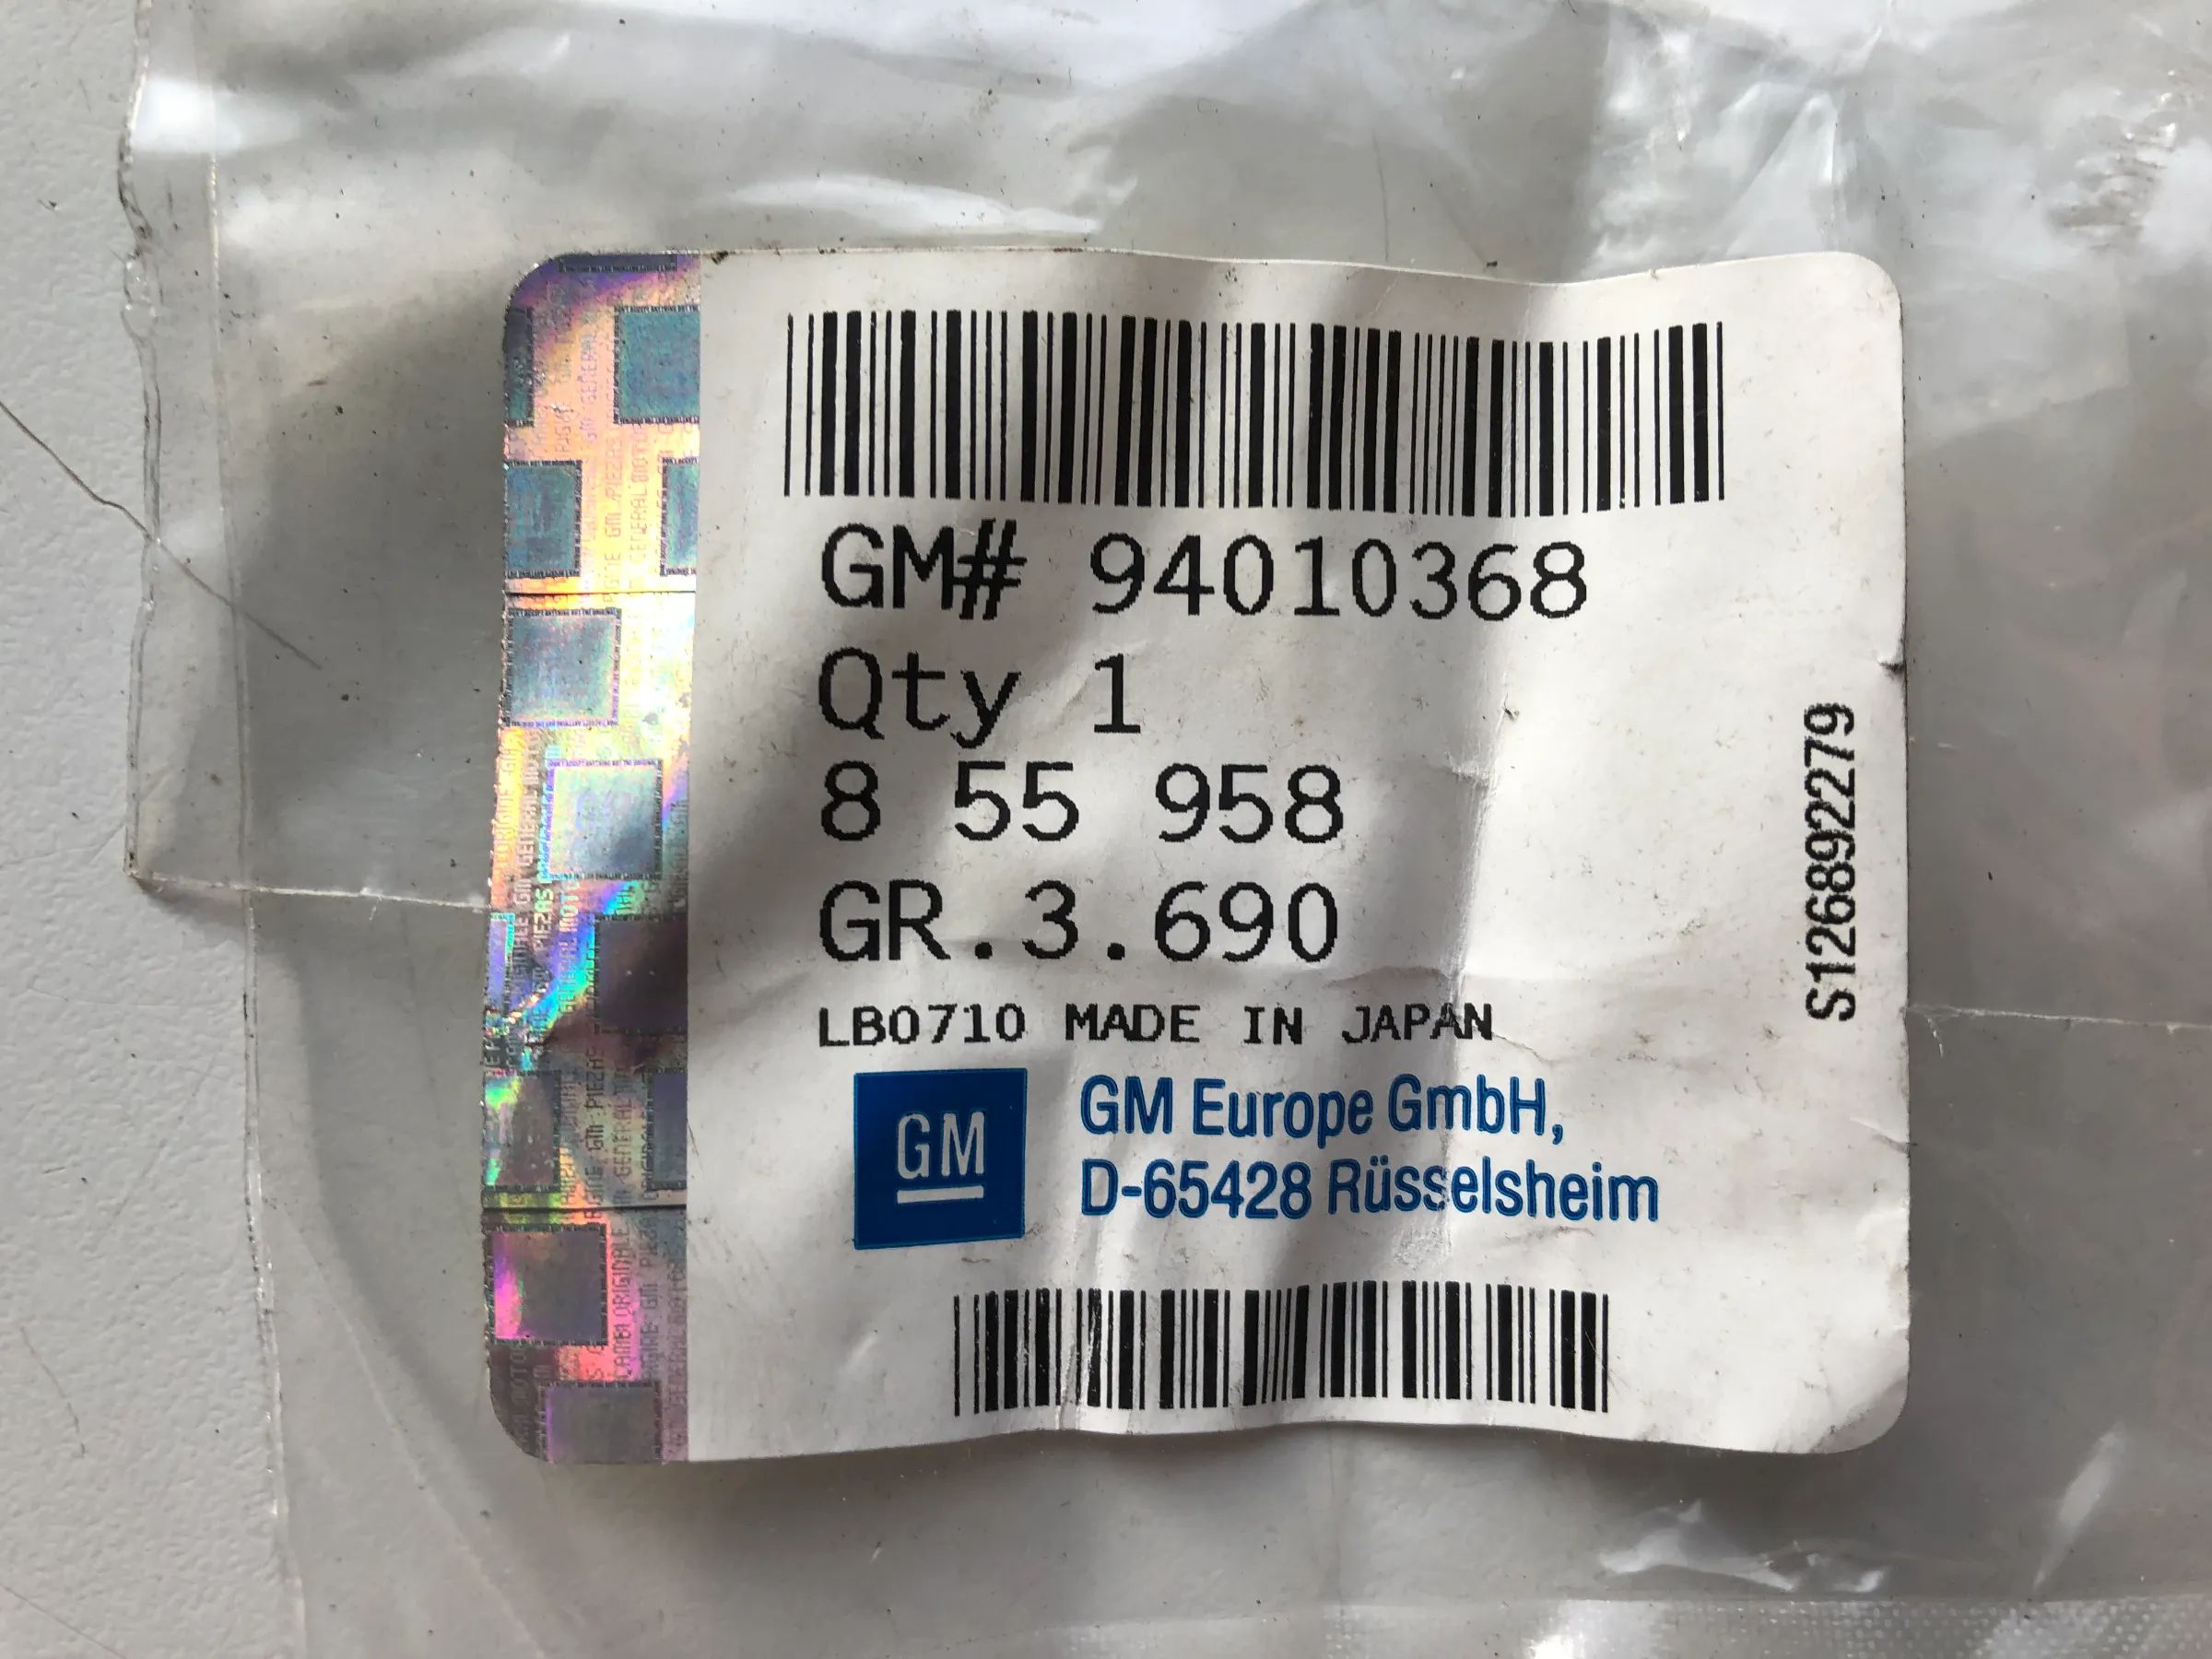 GM# 94010368
Qty 1
8 55 958
GR.3.690
LB0710 MADE IN JAPAN
GM
GM Europe GmbH,
D-65428 Rüsselsheim
S126892279